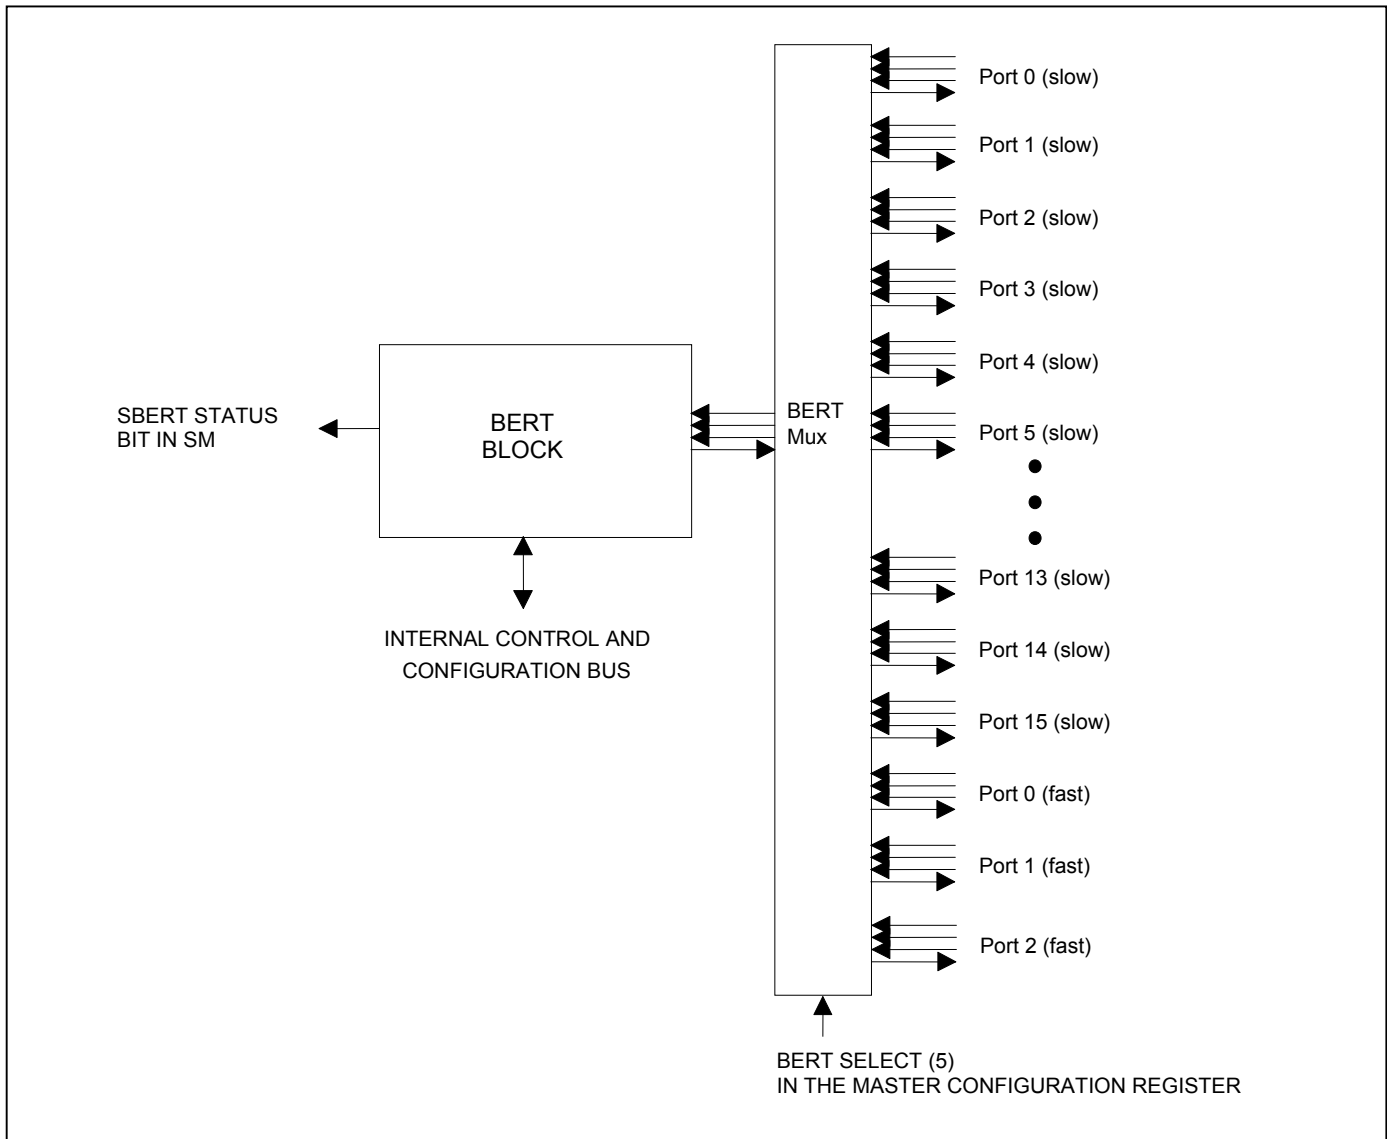 Port 0 (slow)
Port 1 (slow)
Port 2 (slow)
Port 3 (slow)
Port 4 (slow)
SBERT STATUS
BIT IN SM
BERT
BLOCK
BERT
Mux
Port 5 (slow)
Port 13 (slow)
INTERNAL CONTROL AND
CONFIGURATION BUS
Port 14 (slow)
Port 15 (slow)
Port 0 (fast)
Port 1 (fast)
Port 2 (fast)
BERT SELECT (5)
IN THE MASTER CONFIGURATION REGISTER